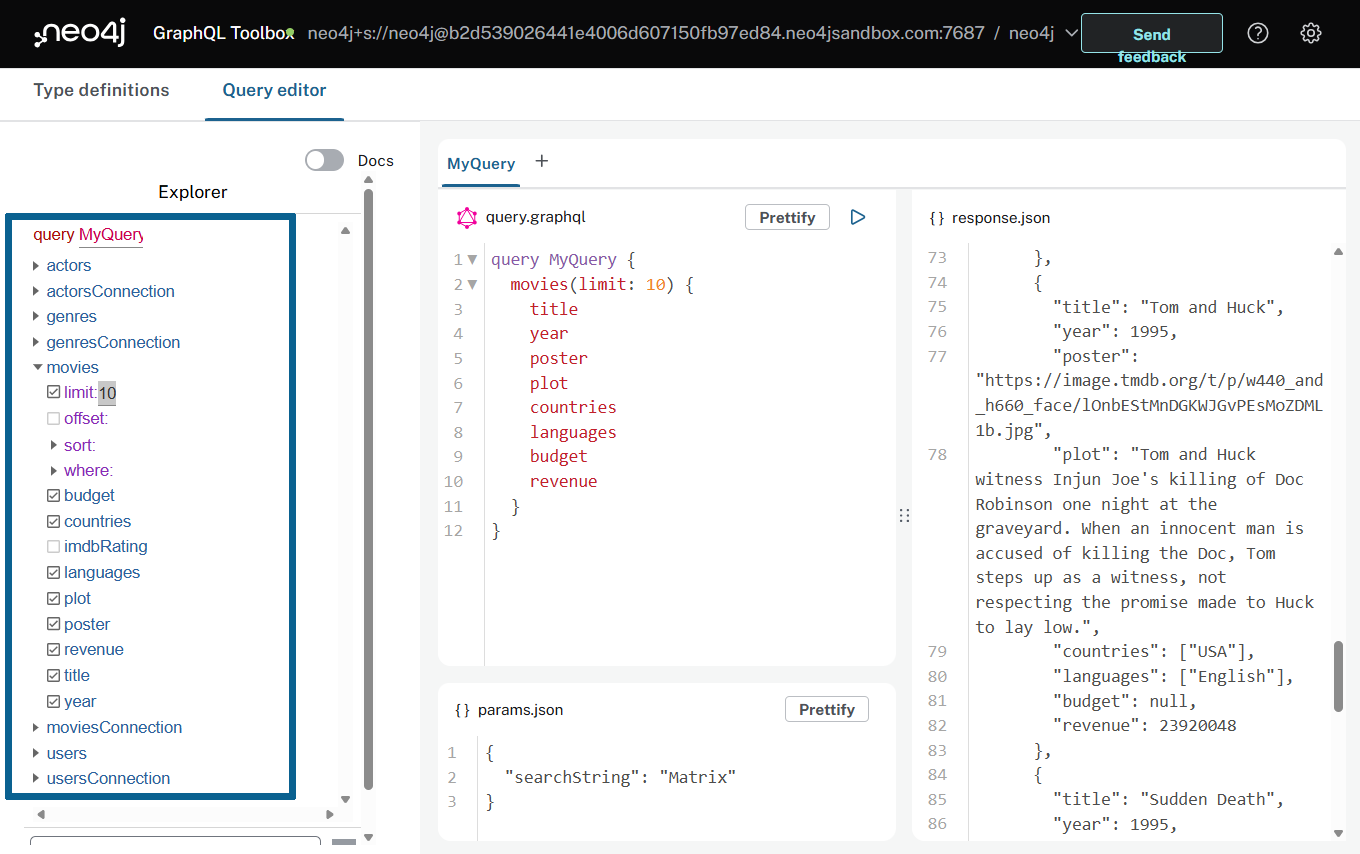 neo4j GraphQL Toolbox neo4j+s://neo4j@b2d539026441e4006d607150fb97ed84.neo4jsandbox.com:7687 / neo4j Send feedback
Type definitions Query editor
Docs
Explorer
query MyQuery
actors
actorsConnection
genres
genresConnection
movies
limit:10
offset:
sort:
where:
budget
countries
imdbRating
languages
plot
poster
revenue
title
year
moviesConnection
users
usersConnection
MyQuery +
query.graphql Prettify
1 query MyQuery {
2 movies(limit: 10) {
3 title
4 year
5 poster
6 plot
7 countries
8 languages
9 budget
10 revenue
11 }
12 }
{} params.json Prettify
1 {
2 "searchString": "Matrix"
3 }
{} response.json
73 },
74 {
75 "title": "Tom and Huck",
76 "year": 1995,
77 "poster":
"https://image.tmdb.org/t/p/w440_and
_h660_face/lOnbEStMnDGKWJGvPEsMoZDML
1b.jpg",
78 "plot": "Tom and Huck
witness Injun Joe's killing of Doc
Robinson one night at the
graveyard. When an innocent man is
accused of killing the Doc, Tom
steps up as a witness, not
respecting the promise made to Huck
to lay low.",
79 "countries": ["USA"],
80 "languages": ["English"],
81 "budget": null,
82 "revenue": 23920048
83 },
84 {
85 "title": "Sudden Death",
86 "year": 1995,